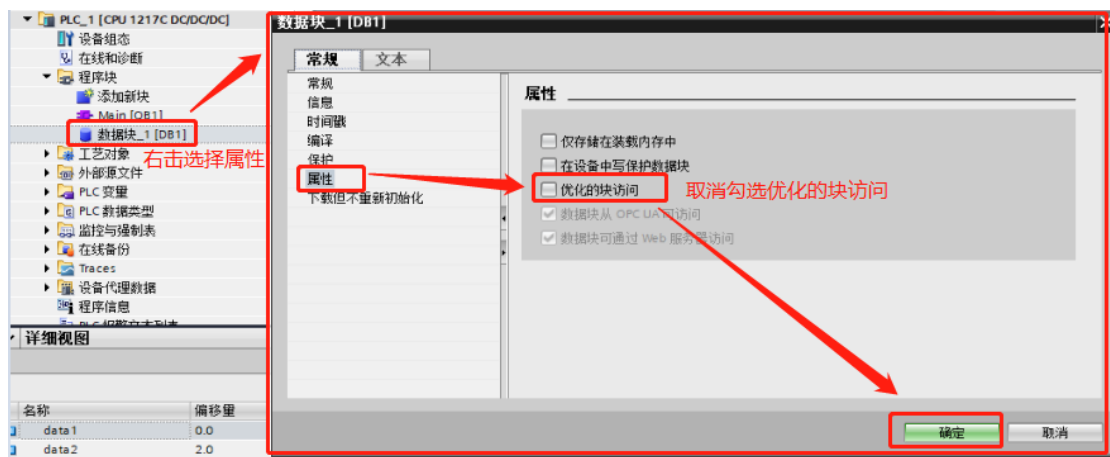 PLC_1 [CPU 1217C DC/DC/DC]
设备组态
在线和诊断
程序块
添加新块
Main [OB1]
数据块_1 [DB1]
右击选择属性
工艺对象
外部源文件
PLC 变量
PLC 数据类型
监控与强制表
在线备份
Traces
设备代理数据
程序信息
PLC 报警文本列表
详细视图
名称 偏移量
data1 0.0
data2 2.0
数据块_1 [DB1]
常规 文本
常规
信息
时间戳
编译
保护
属性
下载但不重新初始化
属性
仅存储在装载内存中
在设备中写保护数据块
优化的块访问
取消勾选优化的块访问
数据块从 OPC UA 可访问
数据块可通过 Web 服务器访问
确定 取消